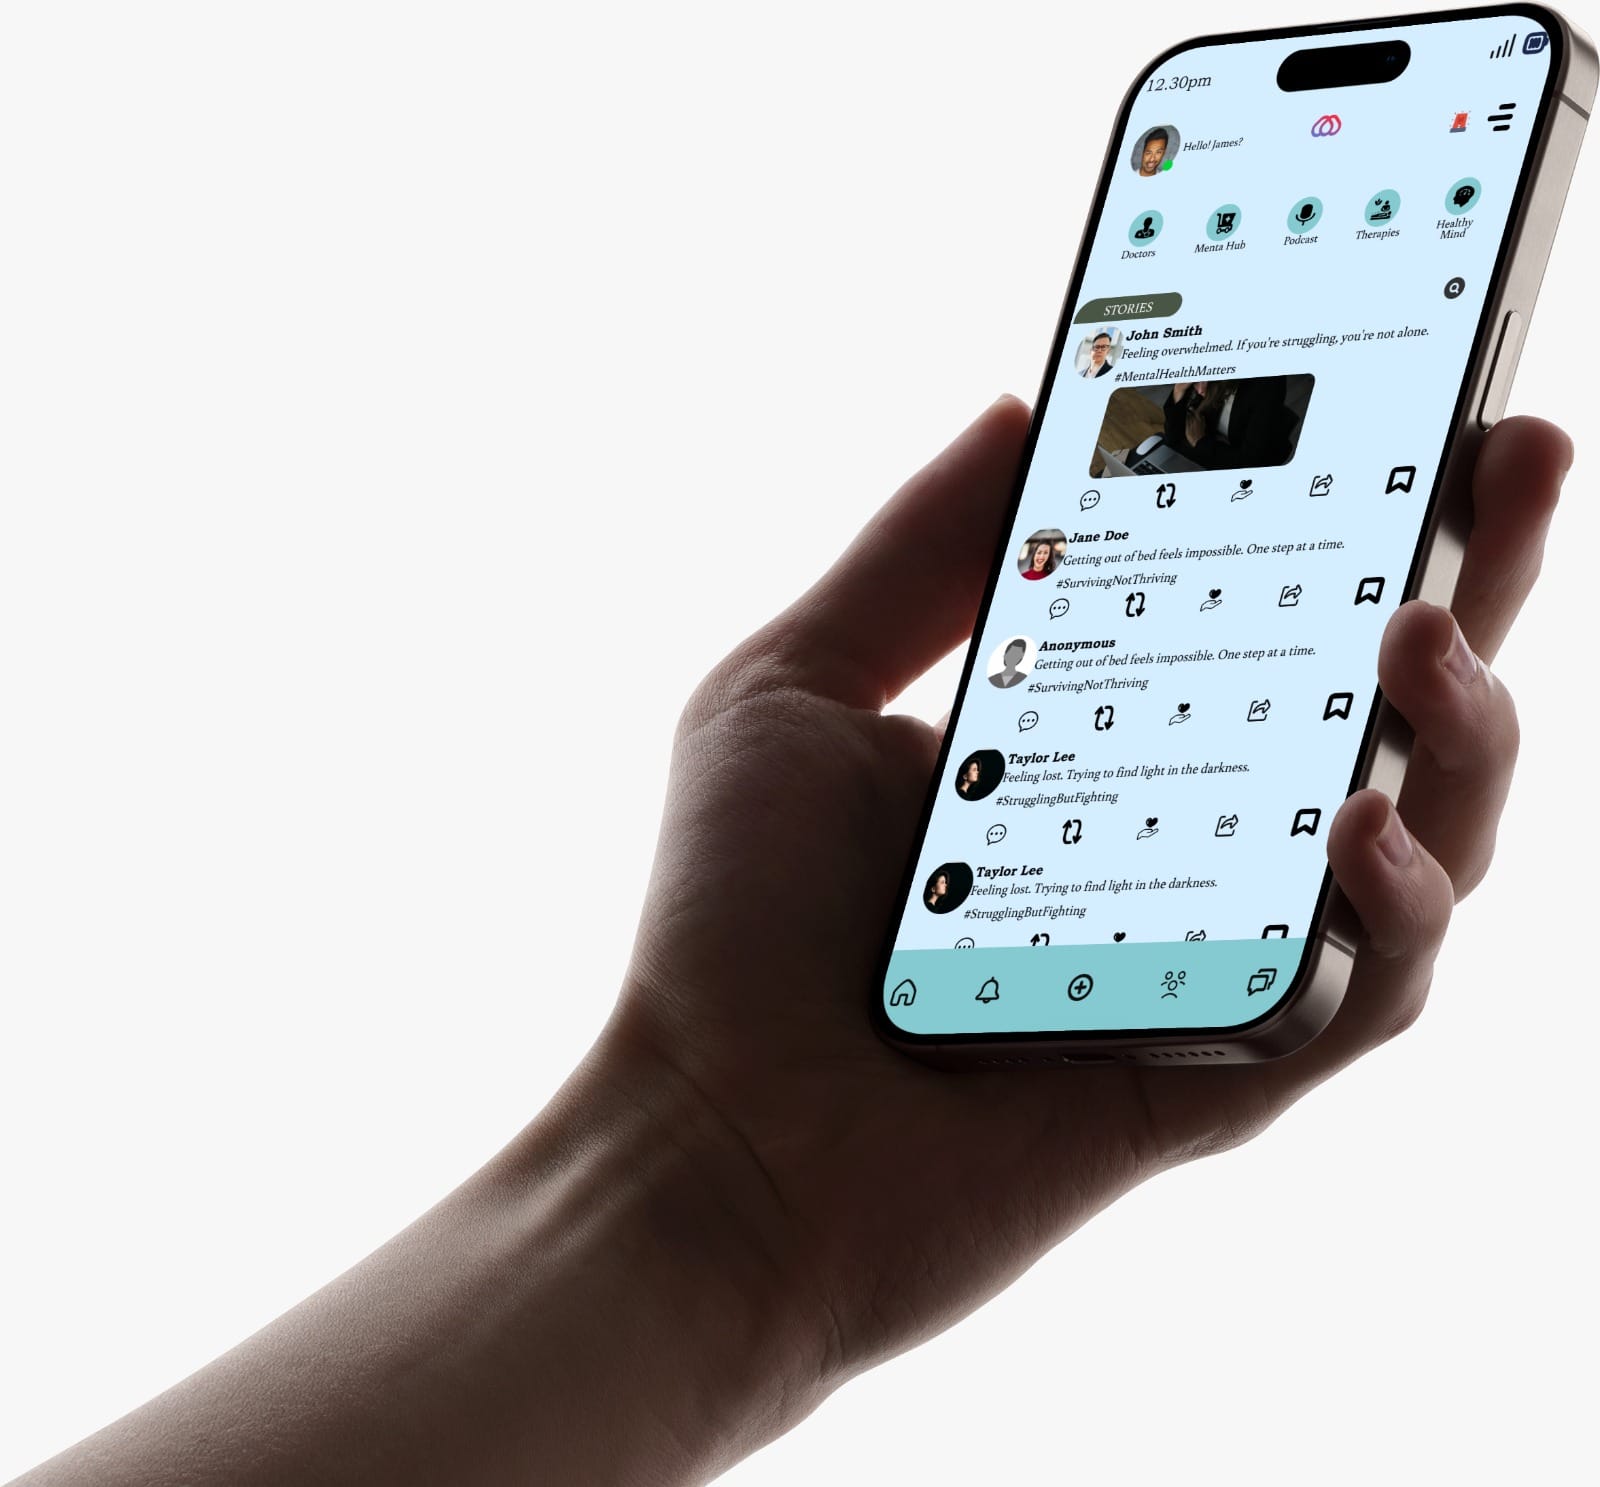 12.30pm
Hello! James?
Doctors
Menta Hub
Podcast
Therapies
Healthy
Mind
STORIES
John Smith
Feeling overwhelmed. If you're struggling, you're not alone.
#MentalHealthMatters
Jane Doe
Getting out of bed feels impossible. One step at a time.
#SurvivingNotThriving
Anonymous
Getting out of bed feels impossible. One step at a time.
#SurvivingNotThriving
Taylor Lee
Feeling lost. Trying to find light in the darkness.
#StrugglingButFighting
Taylor Lee
Feeling lost. Trying to find light in the darkness.
#StrugglingButFighting